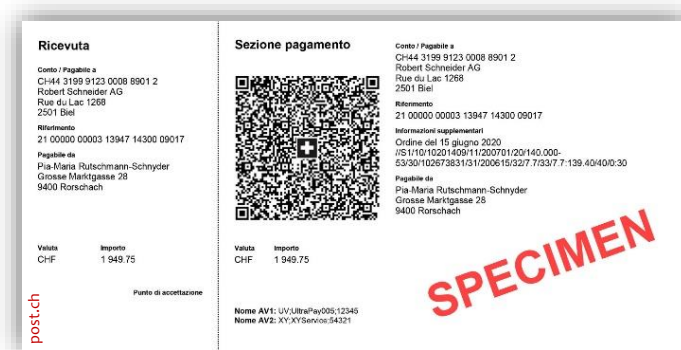 Ricevuta
Conto / Pagabile a
CH44 3199 9123 0008 8901 2
Robert Schneider AG
Rue du Lac 1268
2501 Biel
Riferimento
21 00000 00003 13947 14300 09017
Pagabile da
Pia-Maria Rutschmann-Schnyder
Grosse Marktgasse 28
9400 Rorschach
Valuta Importo
CHF 1 949.75
Punto di accettazione
post.ch
Sezione pagamento
Valuta Importo
CHF 1 949.75
Nome AV1: UV;UltraPay005;12345
Nome AV2: XY;XYService;54321
Conto / Pagabile a
CH44 3199 9123 0008 8901 2
Robert Schneider AG
Rue du Lac 1268
2501 Biel
Riferimento
21 00000 00003 13947 14300 09017
Informazioni supplementari
Ordine del 15 giugno 2020
//S1/10/10201409/11/200701/20/140.000-
53/30/102673831/31/200615/32/7.7/33/7.7:139.40/40/0:30
Pagabile da
Pia-Maria Rutschmann-Schnyder
Grosse Marktgasse 28
9400 Rorschach
SPECIMEN